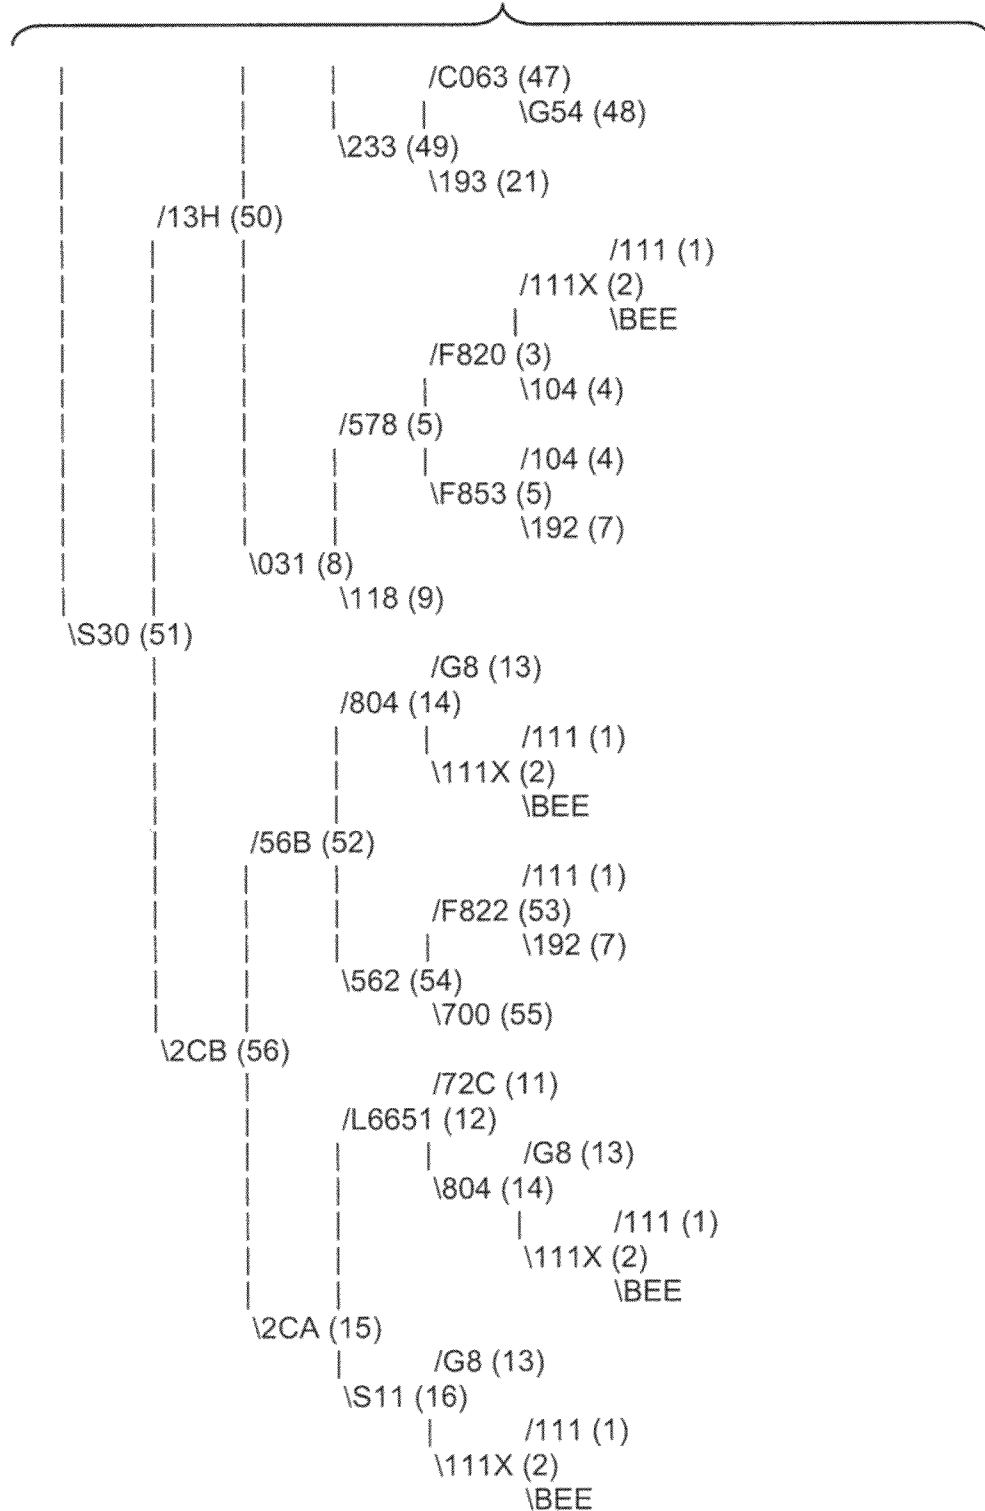 /C063 (47)
\G54 (48)
\233 (49)
\193 (21)
/13H (50)
/111 (1)
/111X (2)
\BEE
/F820 (3)
\104 (4)
/578 (5)
/104 (4)
\F853 (5)
\192 (7)
\031 (8)
\118 (9)
\S30 (51)
/G8 (13)
/804 (14)
/111 (1)
\111X (2)
\BEE
/56B (52)
/111 (1)
/F822 (53)
\192 (7)
\562 (54)
\700 (55)
\2CB (56)
/72C (11)
/L6651 (12)
/G8 (13)
\804 (14)
/111 (1)
\111X (2)
\BEE
\2CA (15)
/G8 (13)
\S11 (16)
/111 (1)
\111X (2)
\BEE